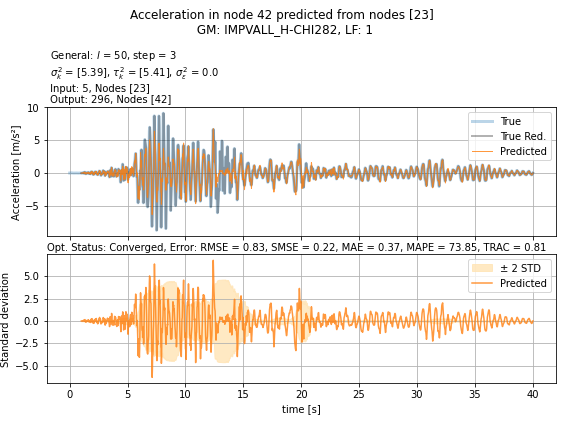 Acceleration in node 42 predicted from nodes [23]
GM: IMPVALL_H-CHI282, LF: 1
General: l = 50, step = 3
σ²ₖ = [5.39], τ²ₖ = [5.41], σ²ε = 0.0
Input: 5, Nodes [23]
Output: 296, Nodes [42]
10
5
0
−5
Acceleration [m/s²]
True
True Red.
Predicted
Opt. Status: Converged, Error: RMSE = 0.83, SMSE = 0.22, MAE = 0.37, MAPE = 73.85, TRAC = 0.81
5.0
2.5
0.0
−2.5
−5.0
Standard deviation
± 2 STD
Predicted
0 5 10 15 20 25 30 35 40
time [s]